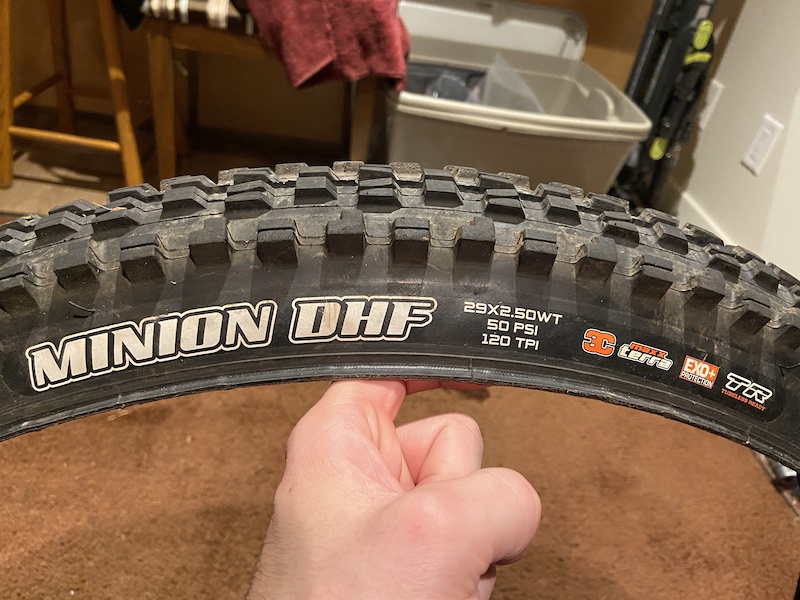 MINION DHF
29X2.50WT
50 PSI
120 TPI
3C maxx terra
EXO+ PROTECTION
TR TUBELESS READY